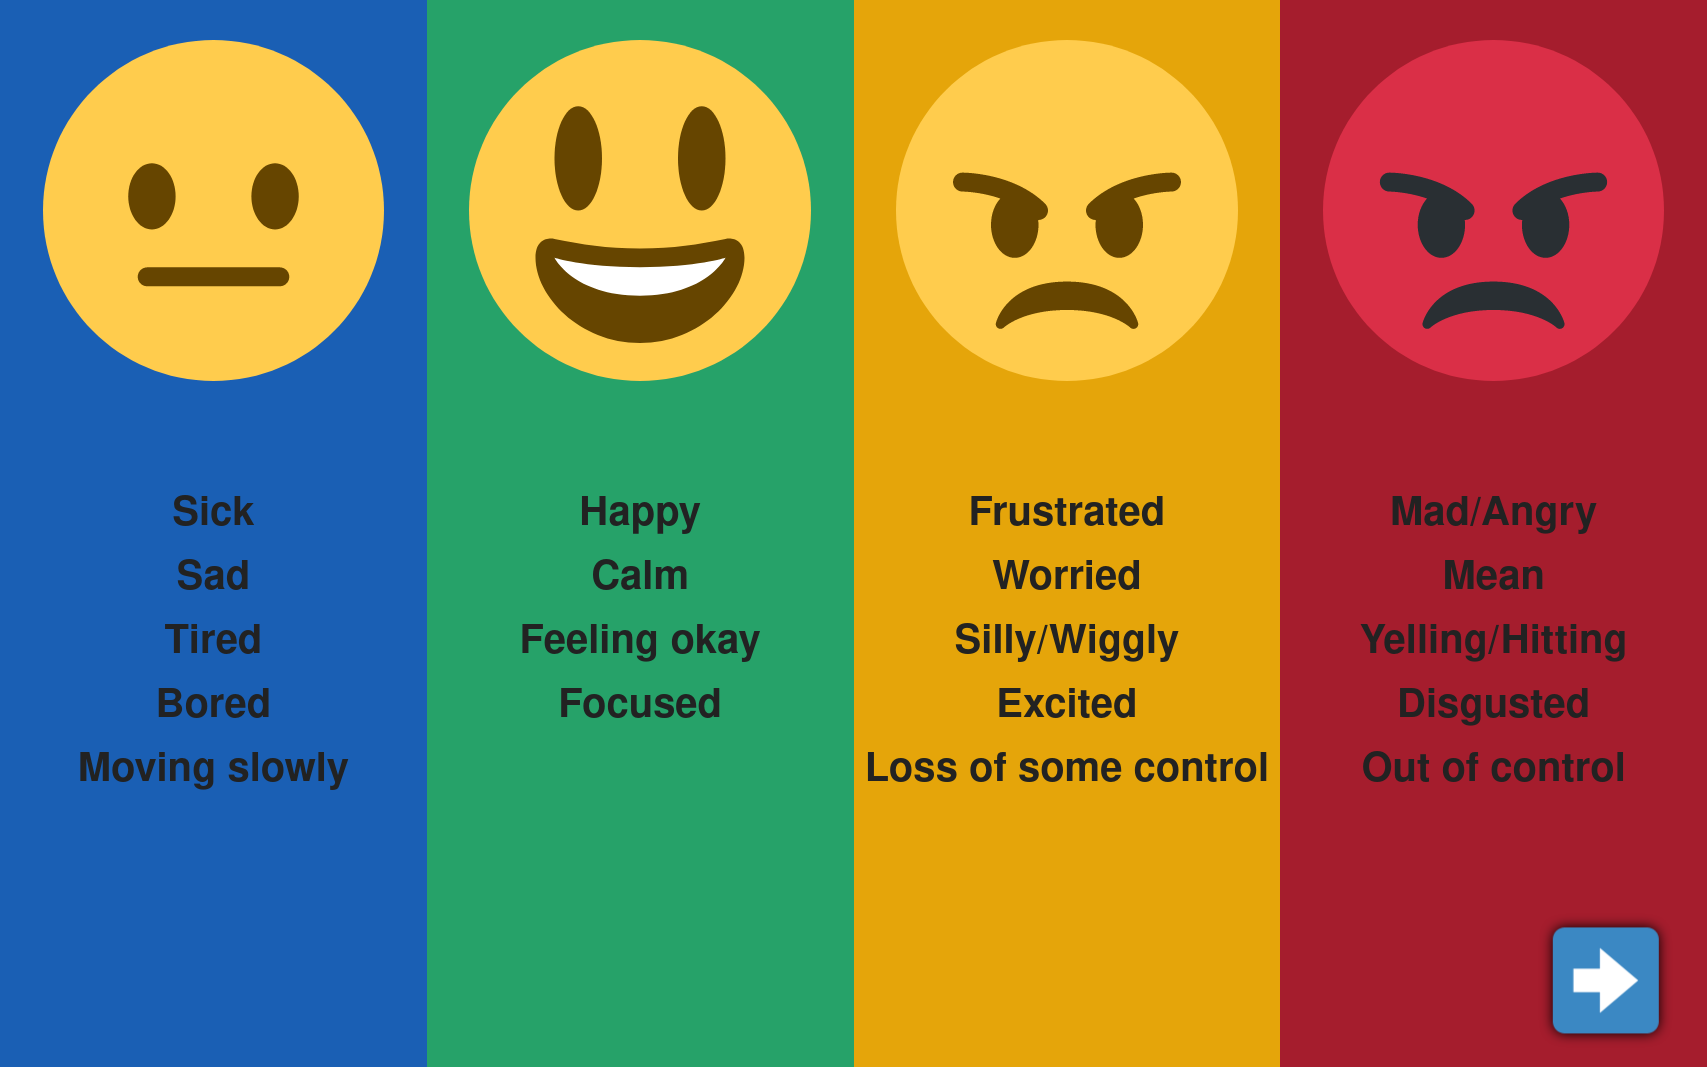 Sick
Sad
Tired
Bored
Moving slowly
Happy
Calm
Feeling okay
Focused
Frustrated
Worried
Silly/Wiggly
Excited
Loss of some control
Mad/Angry
Mean
Yelling/Hitting
Disgusted
Out of control